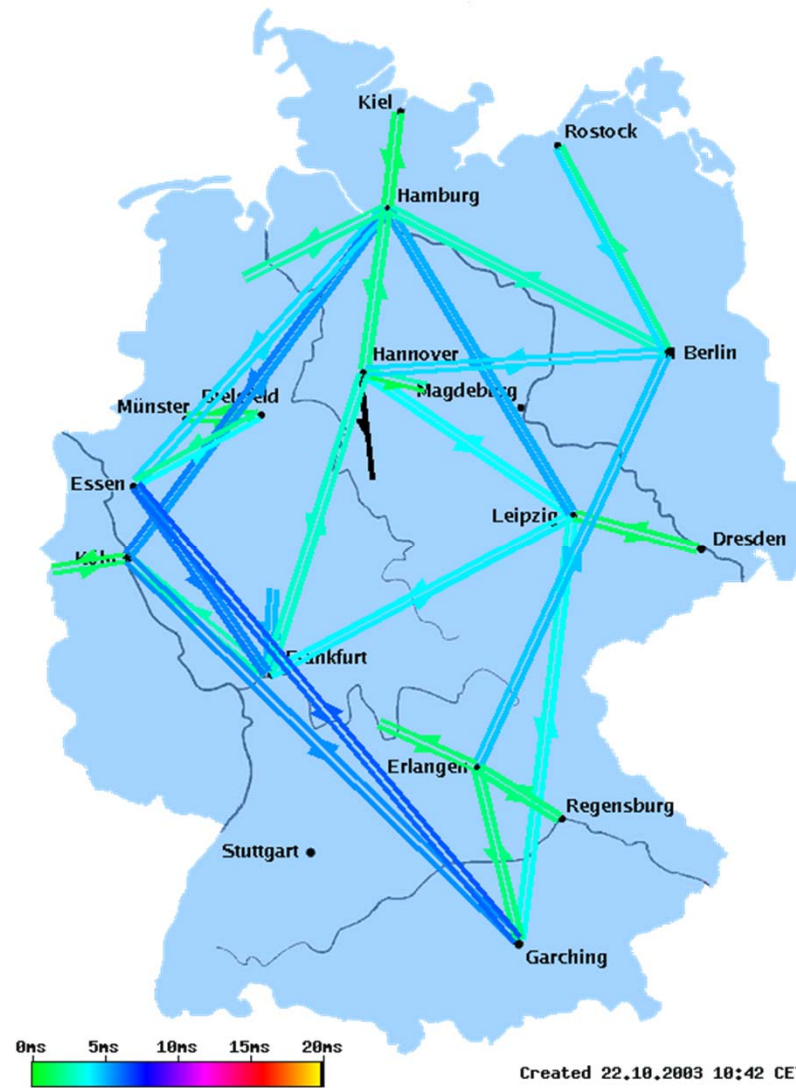 Kiel
Rostock
Hamburg
Hannover
Berlin
Magdeburg
Münster
Essen
Leipzig
Dresden
Erlangen
Regensburg
Stuttgart
Garching
0ms 5ms 10ms 15ms 20ms
Created 22.10.2003 10:42